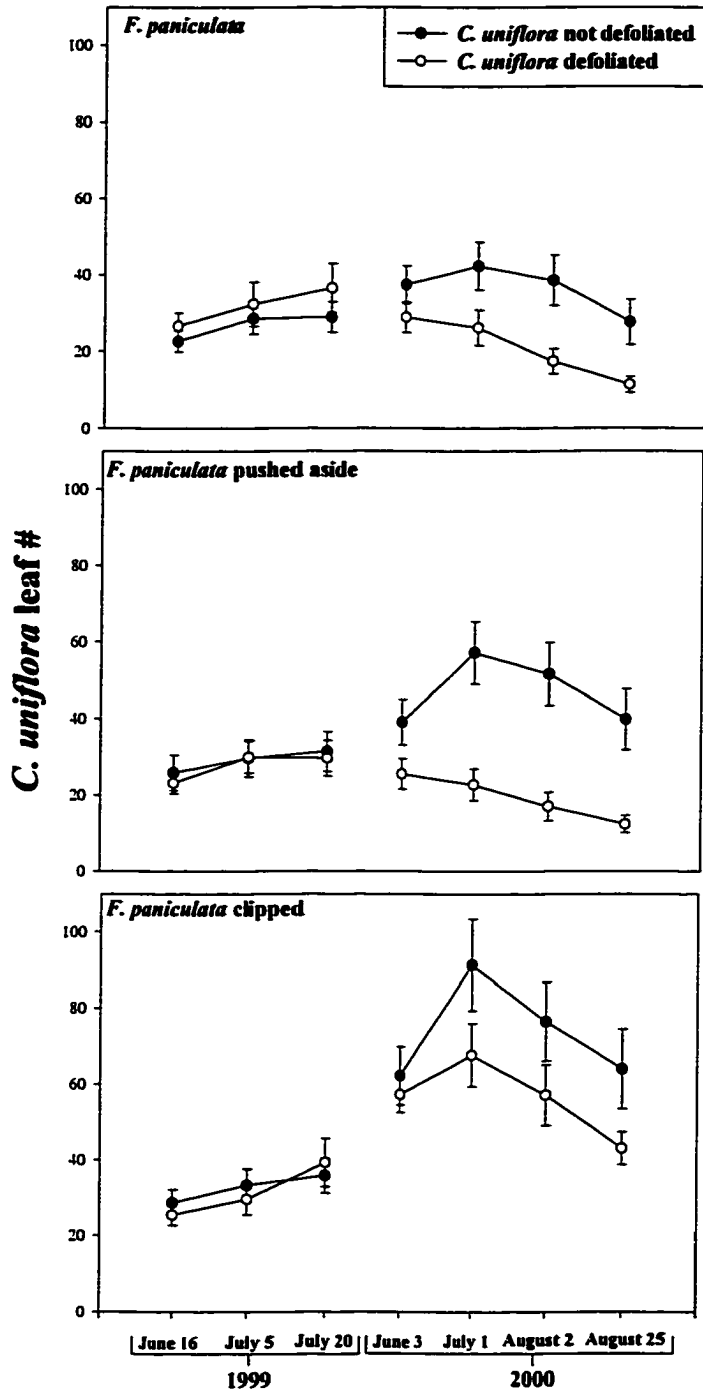 F. paniculata
C. uniflora not defoliated
C. uniflora defoliated
100
80
60
40
20
0
F. paniculata pushed aside
100
80
60
40
20
0
C. uniflora leaf #
F. paniculata clipped
100
80
60
40
20
0
June 16 July 5 July 20 June 3 July 1 August 2 August 25
1999 2000